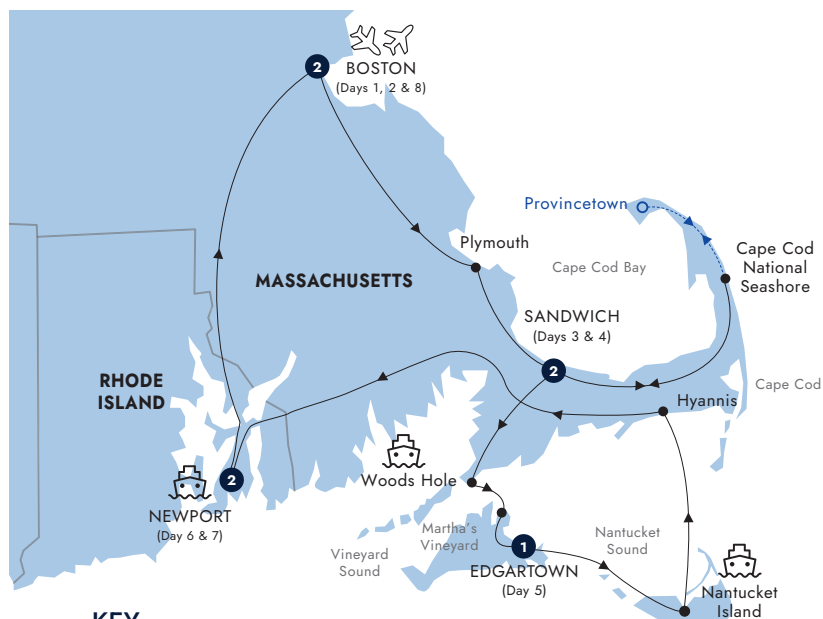 2
BOSTON
(Days 1, 2 & 8)
Provincetown
Plymouth
Cape Cod Bay
Cape Cod
National
Seashore
MASSACHUSETTS
SANDWICH
(Days 3 & 4)
2
RHODE
ISLAND
Cape Cod
Hyannis
2
Woods Hole
NEWPORT
(Day 6 & 7)
Martha's
Vineyard
Nantucket
Sound
Vineyard
Sound
1
EDGARTOWN
(Day 5)
Nantucket
Island
KEY